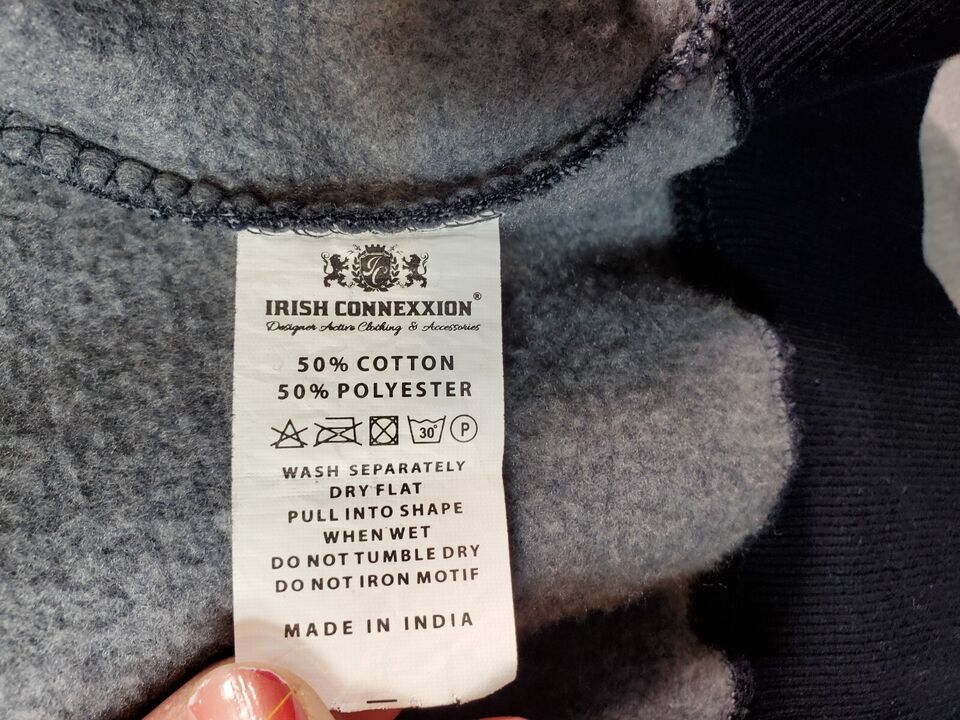 IC
IRISH CONNEXXION®
Designer Active Clothing & Accessories
50% COTTON
50% POLYESTER
30° P
WASH SEPARATELY
DRY FLAT
PULL INTO SHAPE
WHEN WET
DO NOT TUMBLE DRY
DO NOT IRON MOTIF
MADE IN INDIA